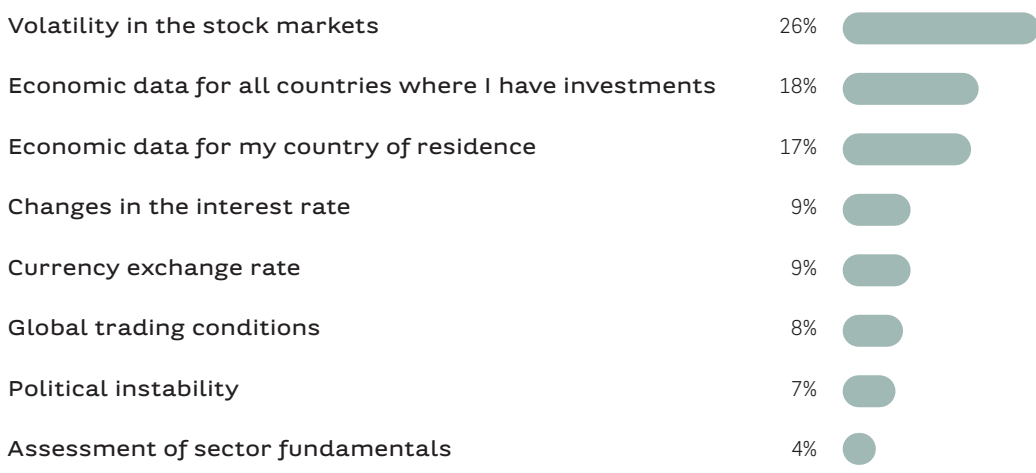 Volatility in the stock markets 26%
Economic data for all countries where I have investments 18%
Economic data for my country of residence 17%
Changes in the interest rate 9%
Currency exchange rate 9%
Global trading conditions 8%
Political instability 7%
Assessment of sector fundamentals 4%